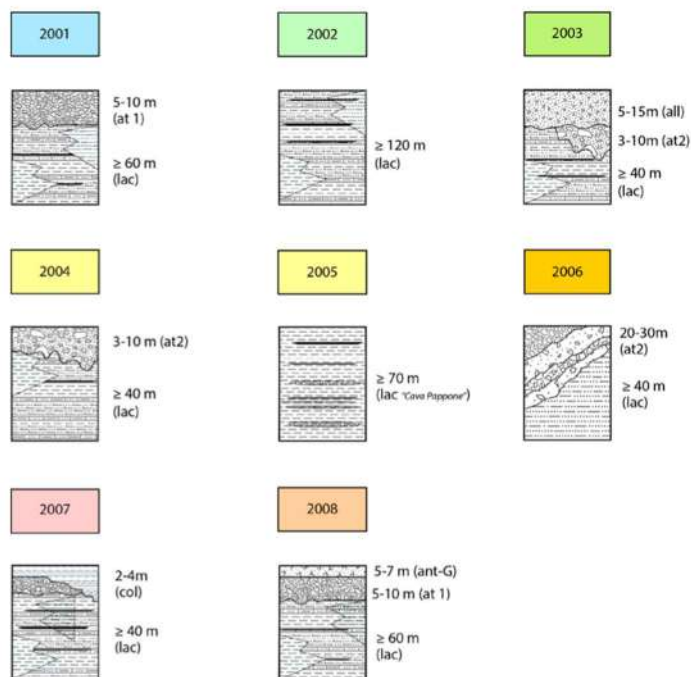 2001
2002
2003
5-10 m
(at 1)
≥ 60 m
(lac)
≥ 120 m
(lac)
5-15m (all)
3-10m (at2)
≥ 40 m
(lac)
2004
2005
2006
3-10 m (at2)
≥ 40 m
(lac)
≥ 70 m
(lac "Cava Pappone")
20-30m
(at2)
≥ 40 m
(lac)
2007
2008
2-4m
(col)
≥ 40 m
(lac)
5-7 m (ant-G)
5-10 m (at 1)
≥ 60 m
(lac)